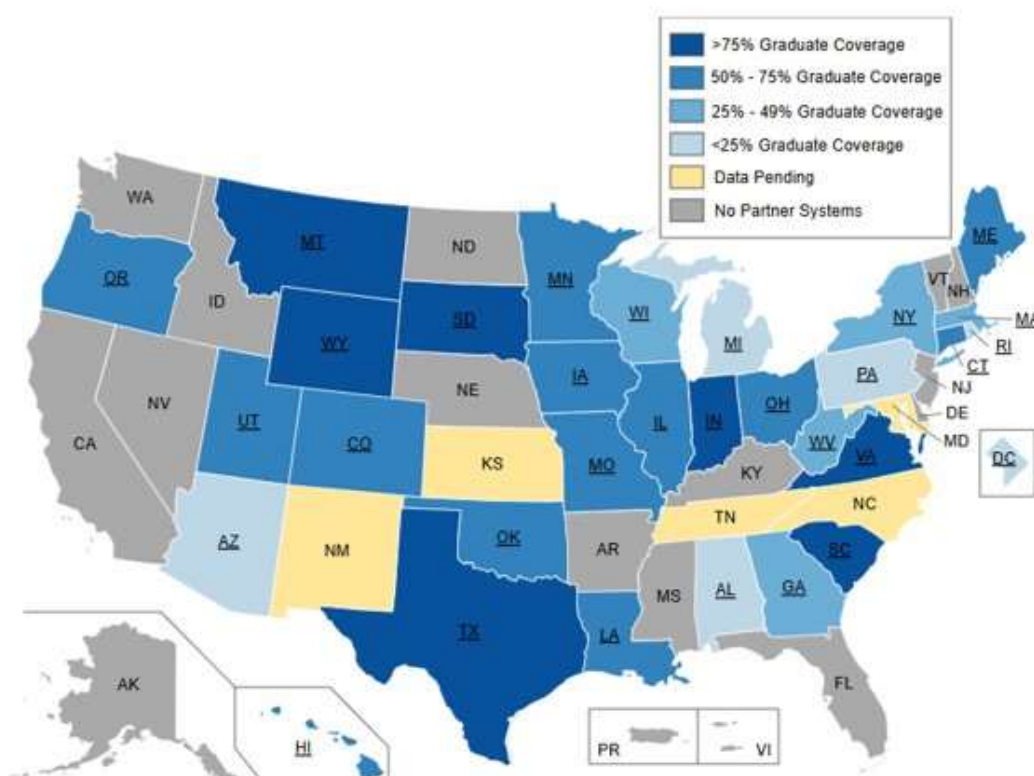 >75% Graduate Coverage
50% - 75% Graduate Coverage
25% - 49% Graduate Coverage
<25% Graduate Coverage
Data Pending
No Partner Systems
WA
MT
ND
MN
ME
OR
ID
SD
WI
MI
VT
NH
NY
MA
RI
CT
WY
NE
IA
PA
NJ
NV
UT
CO
IL
IN
OH
DE
MD
CA
KS
MO
WV
VA
DC
KY
AZ
NM
OK
AR
TN
NC
SC
TX
LA
MS
AL
GA
FL
AK
HI
PR
VI